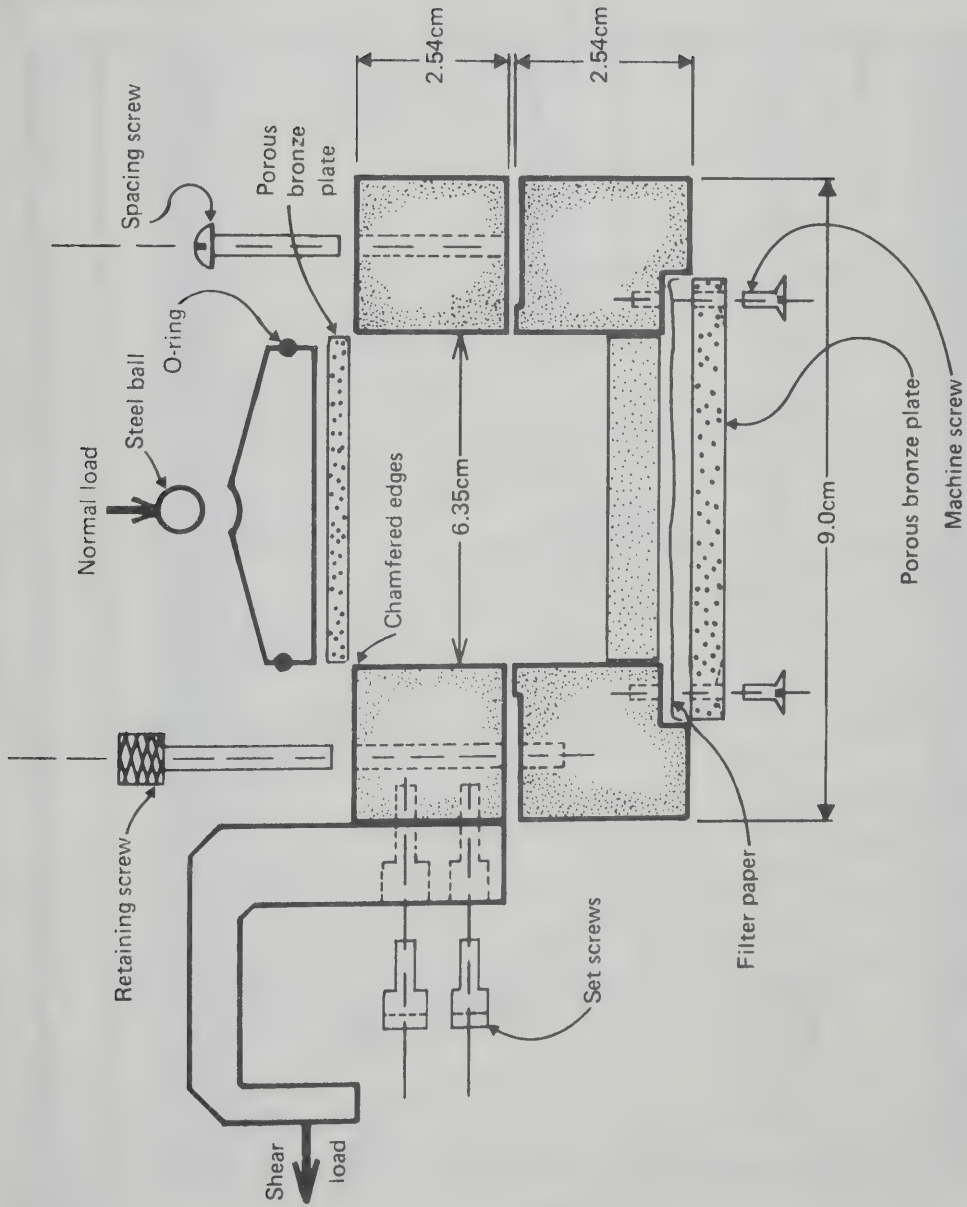 Normal load
Steel ball
O-ring
Spacing screw
Porous
bronze
plate
Retaining screw
Chamfered edges
2.54cm
2.54cm
6.35cm
Shear
load
Set screws
Filter paper
9.0cm
Porous bronze plate
Machine screw